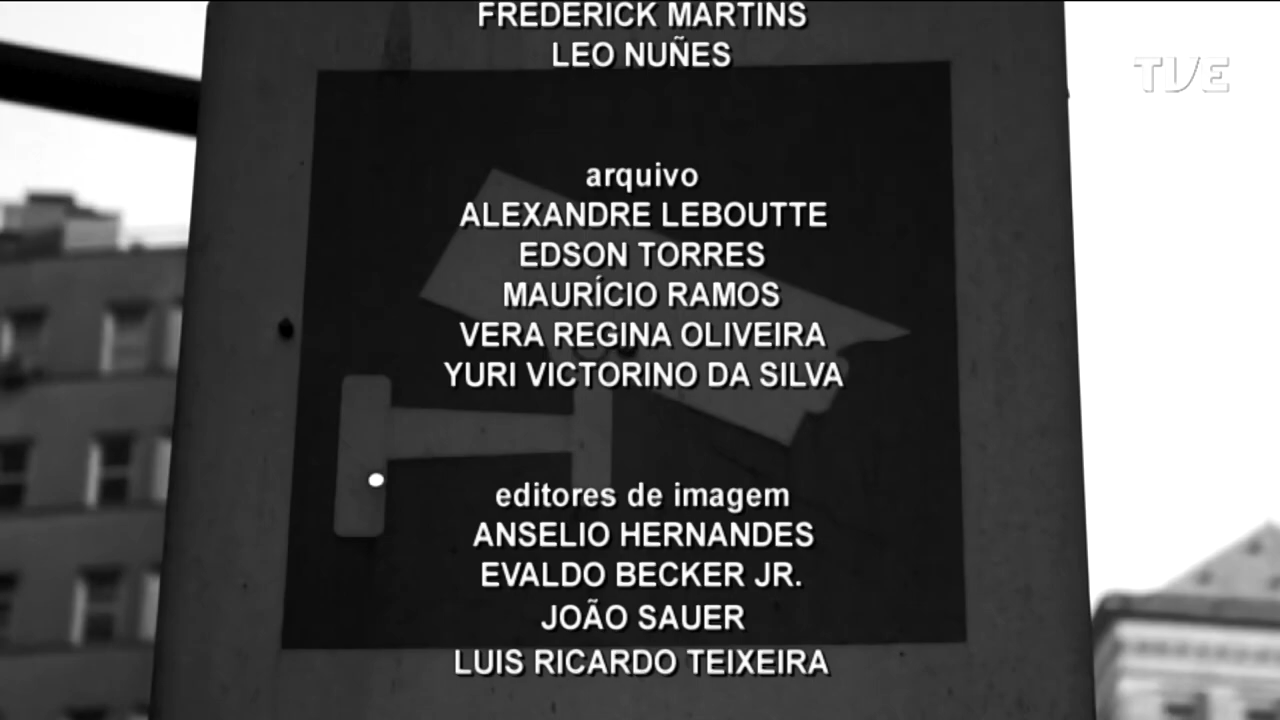 FREDERICK MARTINS
LEO NUÑES
TVE
arquivo
ALEXANDRE LEBOUTTE
EDSON TORRES
MAURÍCIO RAMOS
VERA REGINA OLIVEIRA
YURI VICTORINO DA SILVA
editores de imagem
ANSELIO HERNANDES
EVALDO BECKER JR.
JOÃO SAUER
LUIS RICARDO TEIXEIRA